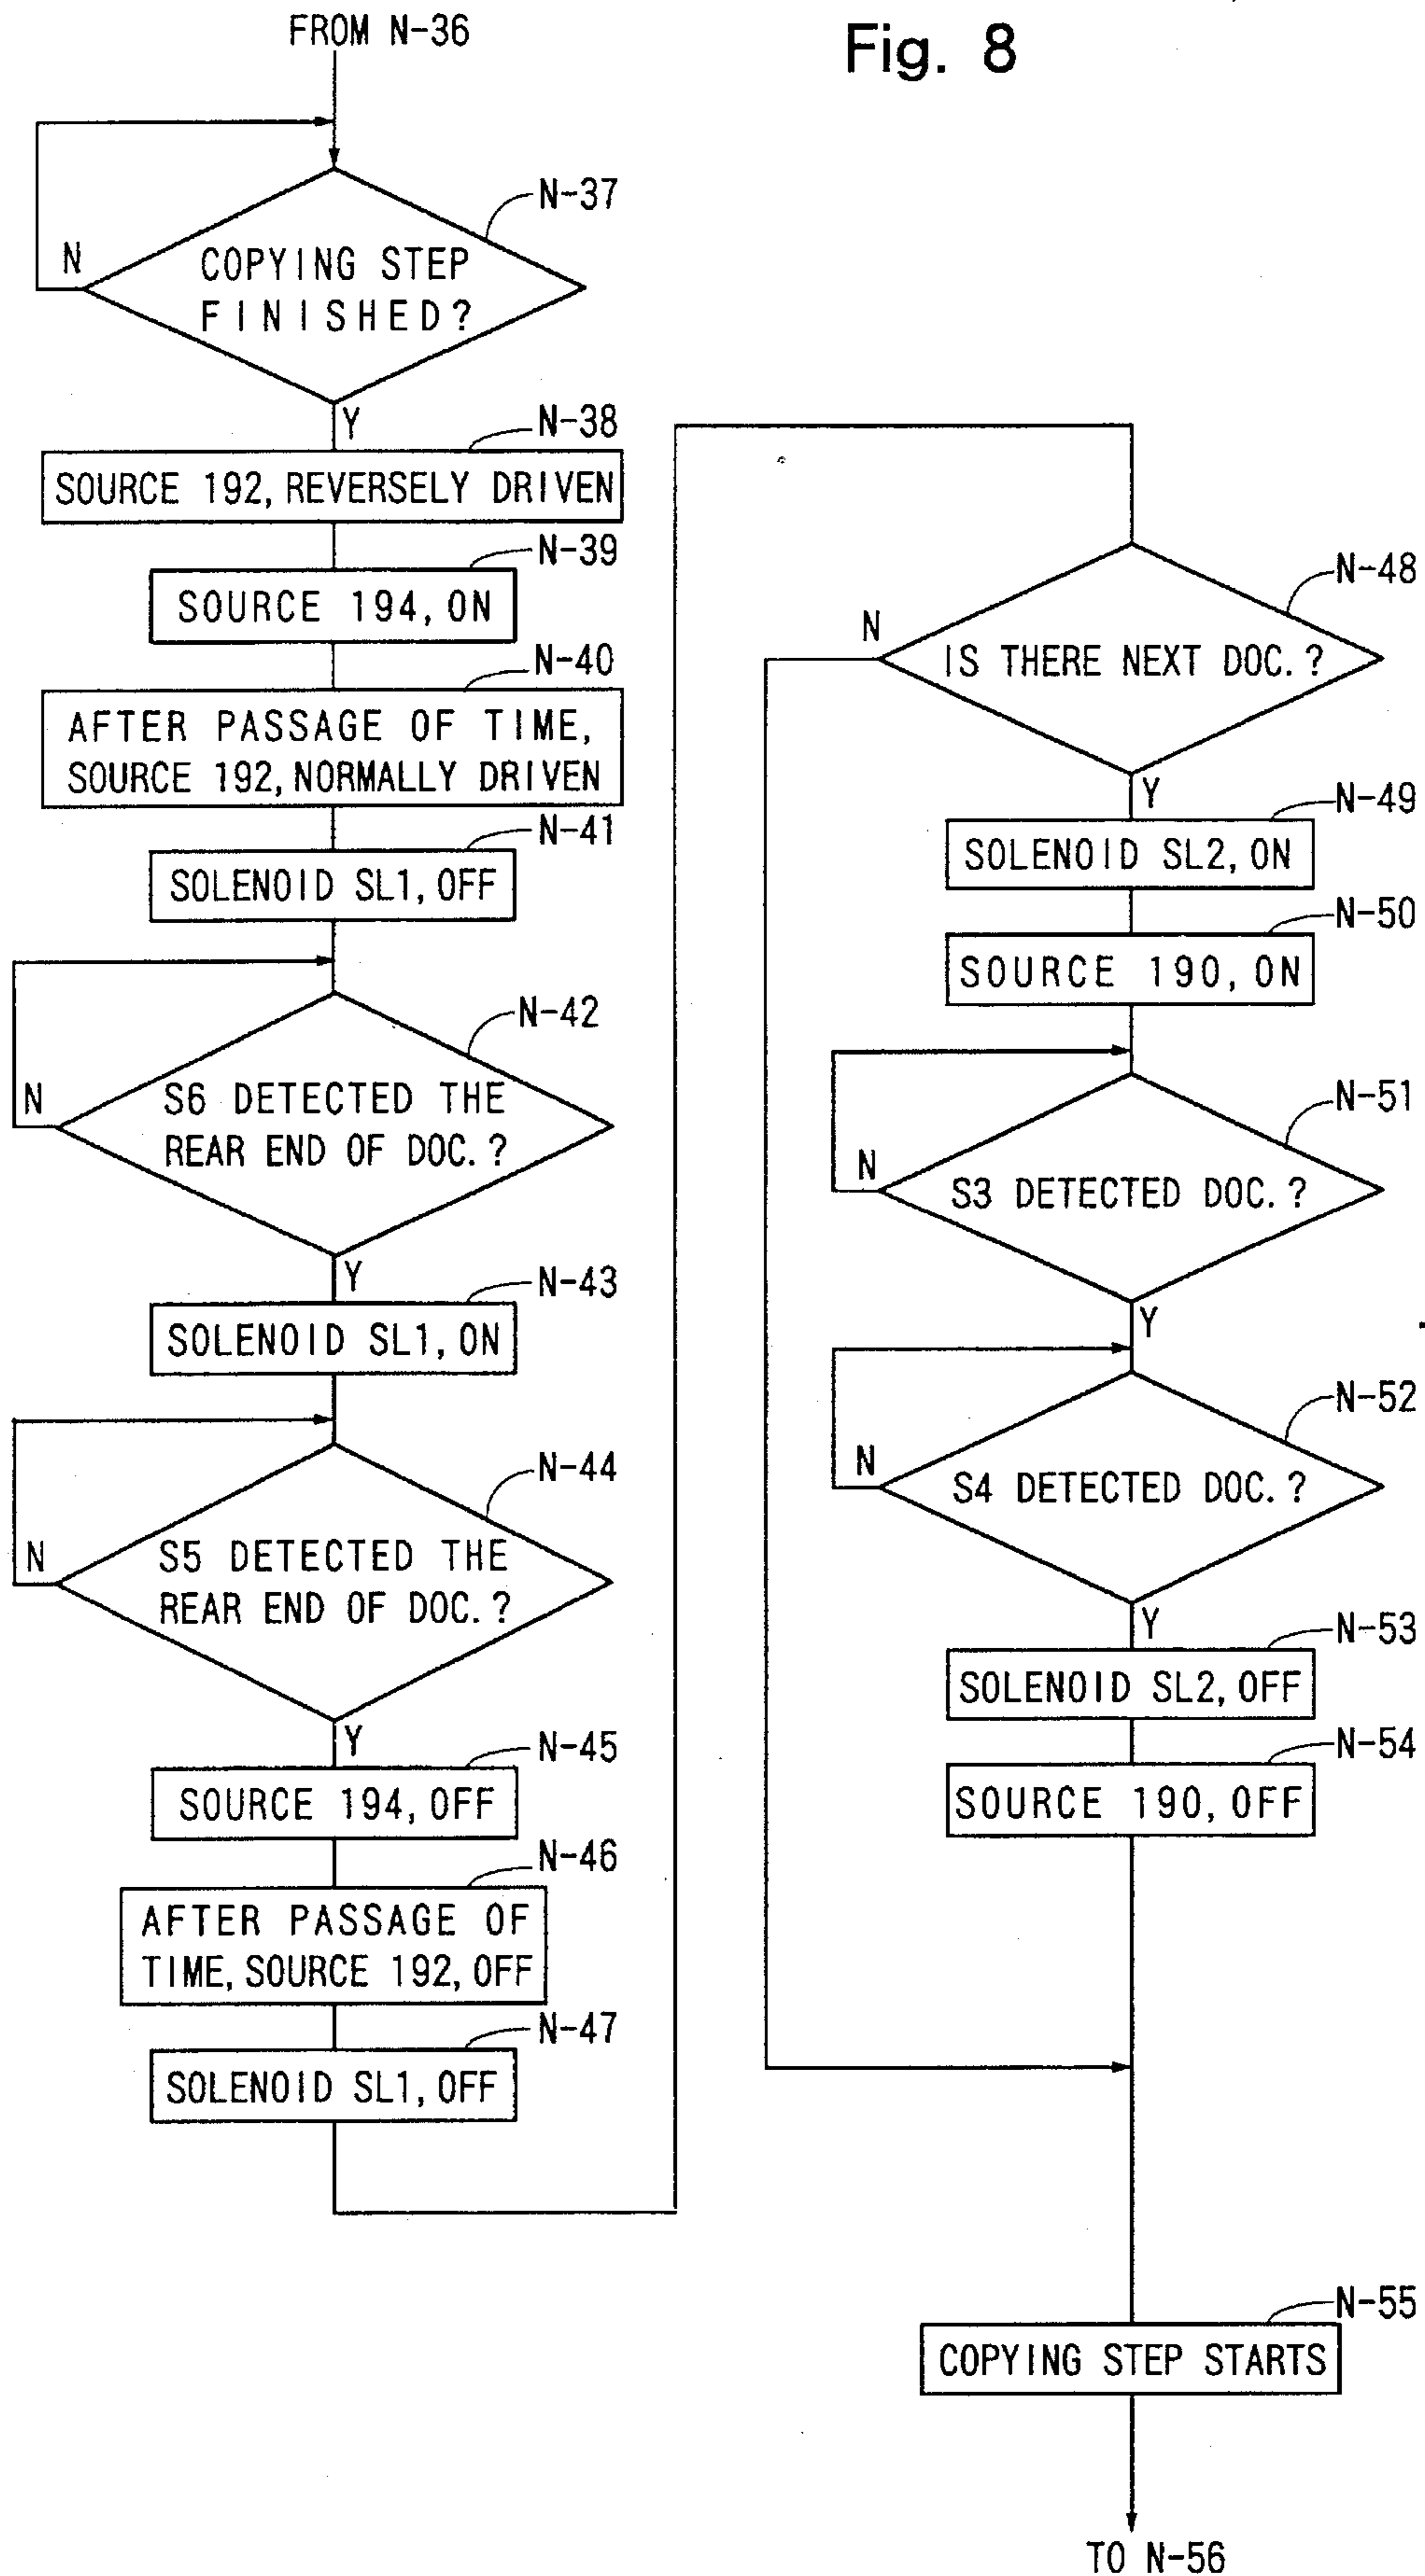 Fig. 8
FROM N-36
N-37
COPYING STEP
FINISHED?
N
Y
N-38
SOURCE 192, REVERSELY DRIVEN
N-39
SOURCE 194, ON
N-40
AFTER PASSAGE OF TIME,
SOURCE 192, NORMALLY DRIVEN
N-41
SOLENOID SL1, OFF
N-42
S6 DETECTED THE
REAR END OF DOC.?
N
Y
N-43
SOLENOID SL1, ON
N-44
S5 DETECTED THE
REAR END OF DOC.?
N
Y
N-45
SOURCE 194, OFF
N-46
AFTER PASSAGE OF
TIME, SOURCE 192, OFF
N-47
SOLENOID SL1, OFF
N-48
IS THERE NEXT DOC.?
N
Y
N-49
SOLENOID SL2, ON
N-50
SOURCE 190, ON
N-51
S3 DETECTED DOC.?
N
Y
N-52
S4 DETECTED DOC.?
N
Y
N-53
SOLENOID SL2, OFF
N-54
SOURCE 190, OFF
N-55
COPYING STEP STARTS
TO N-56